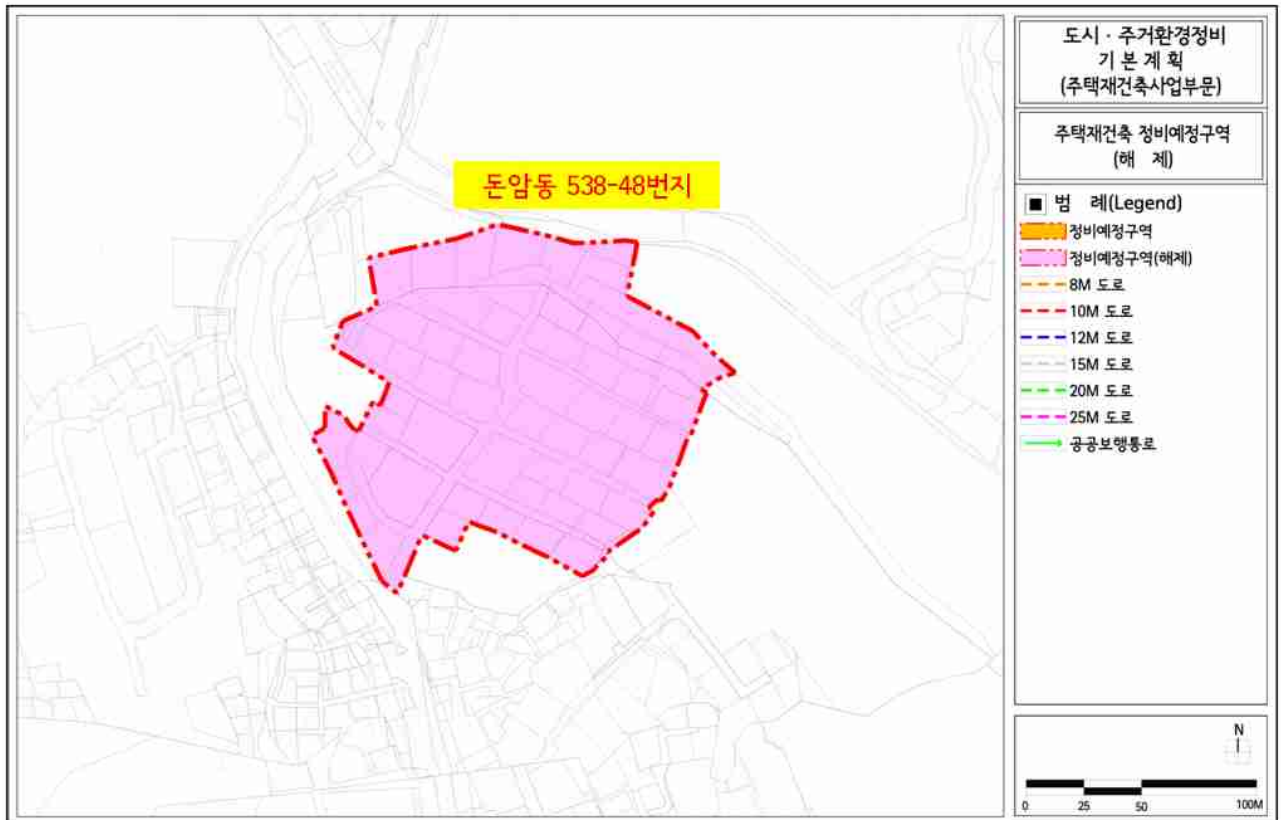 돈암동 538-48번지
도시 · 주거환경정비
기 본 계 획
(주택재건축사업부문)
주택재건축 정비예정구역
(해 제)
■ 범 례(Legend)
정비예정구역
정비예정구역(해제)
8M 도로
10M 도로
12M 도로
15M 도로
20M 도로
25M 도로
공공보행통로
N
0 25 50 100M